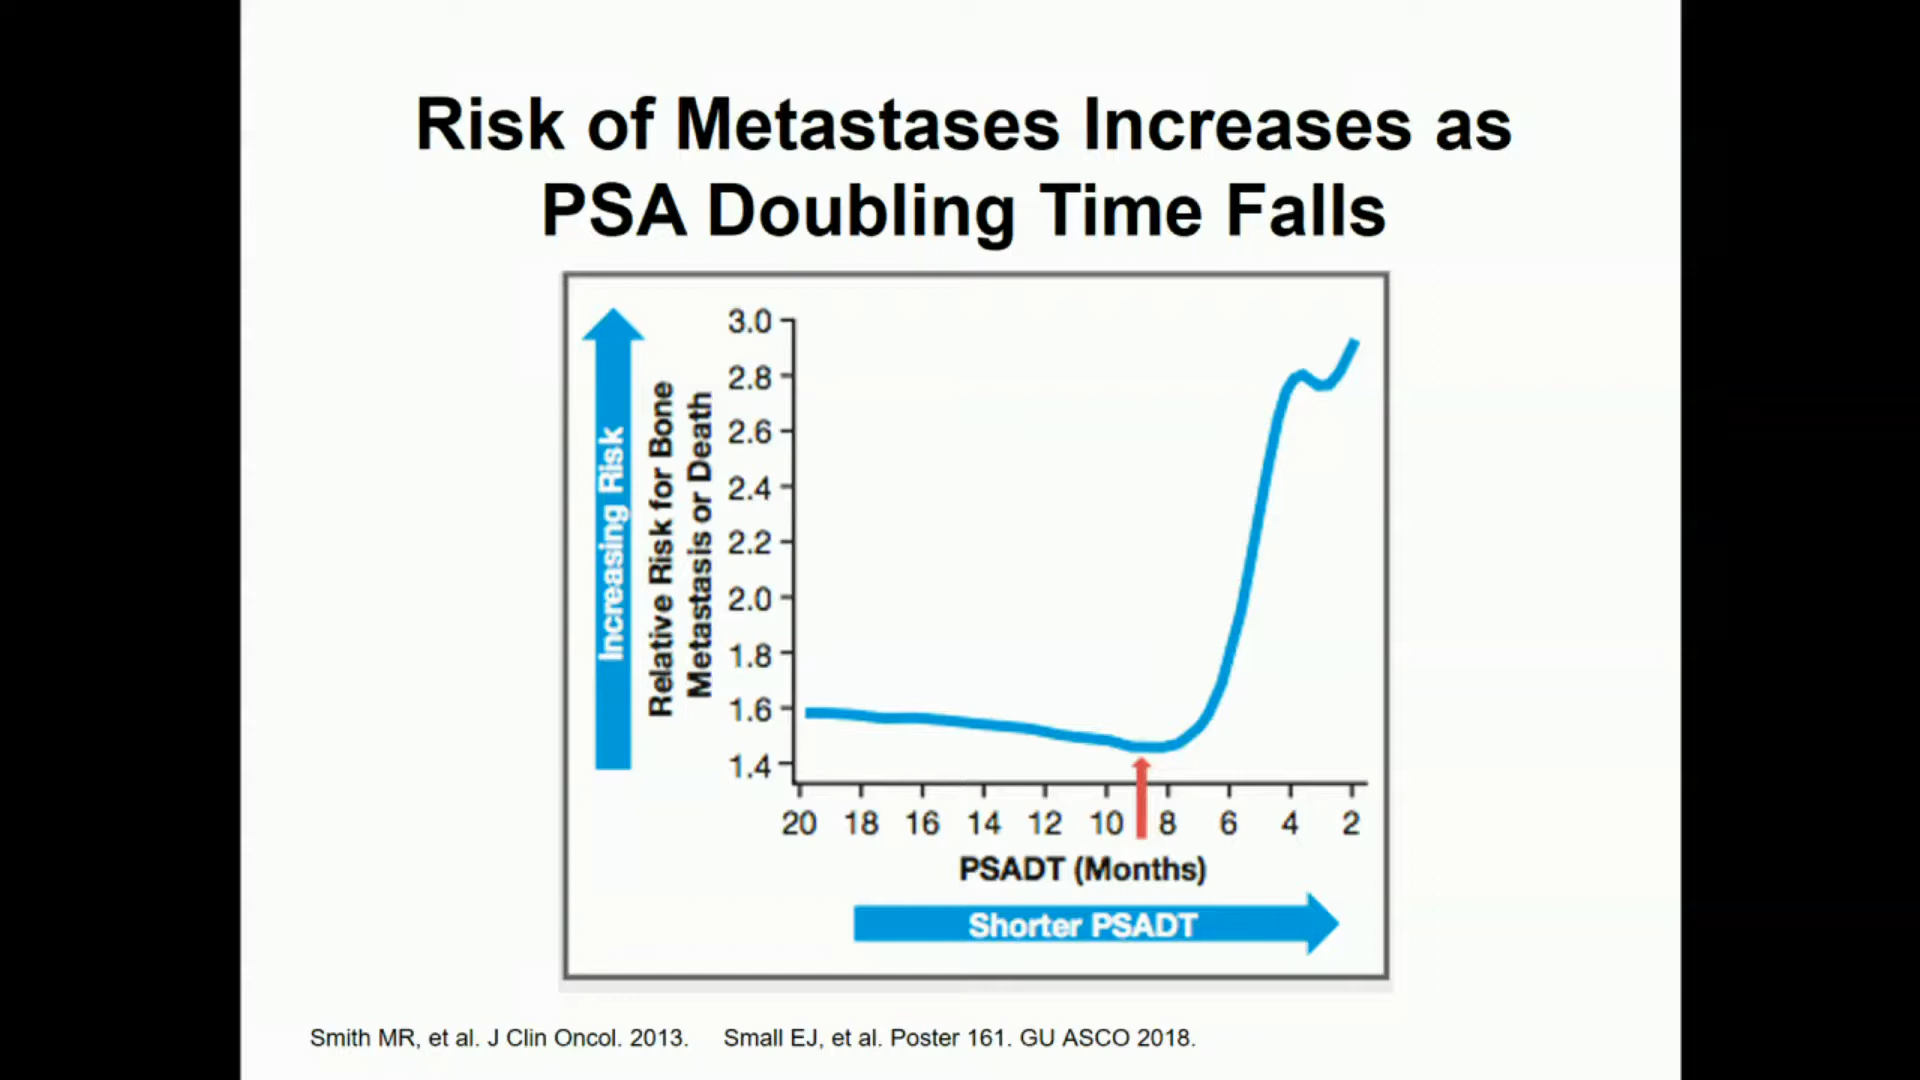 Risk of Metastases Increases as
PSA Doubling Time Falls
Increasing Risk
Relative Risk for Bone
Metastasis or Death
3.0
2.8
2.6
2.4
2.2
2.0
1.8
1.6
1.4
20 18 16 14 12 10 8 6 4 2
PSADT (Months)
Shorter PSADT
Smith MR, et al. J Clin Oncol. 2013. Small EJ, et al. Poster 161. GU ASCO 2018.